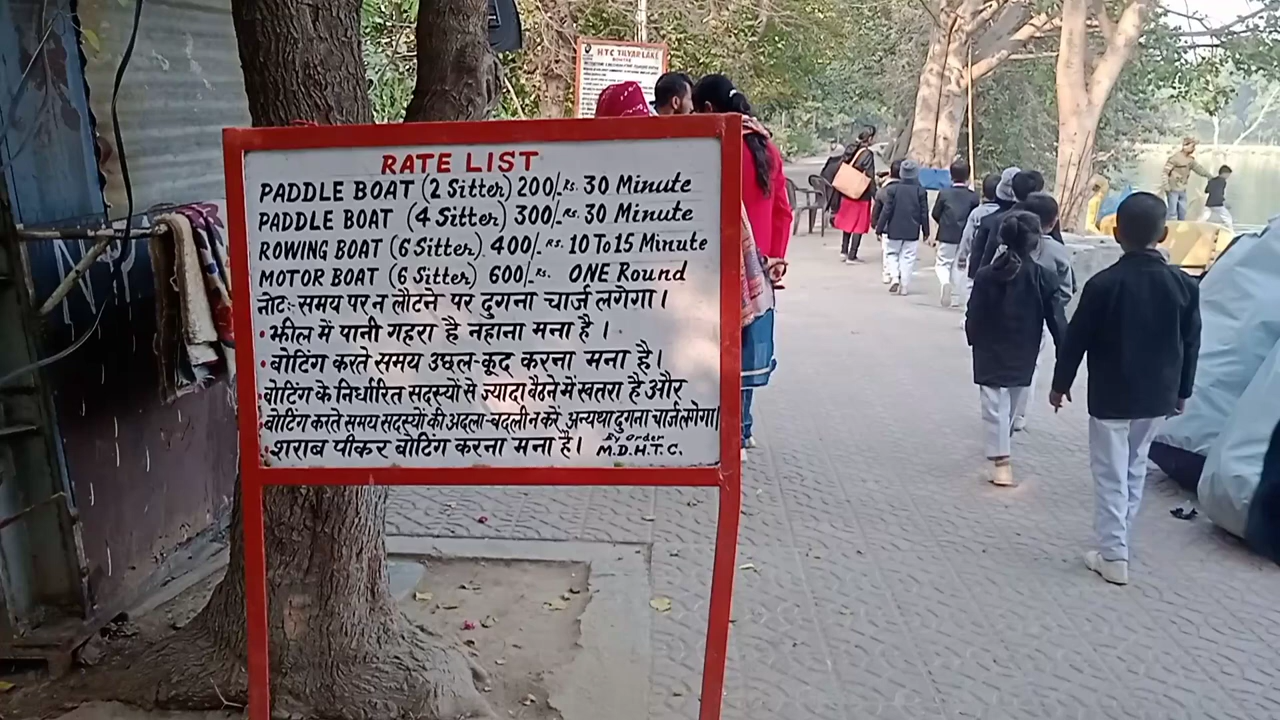 HTC TILYAR LAKE
RATE LIST
PADDLE BOAT (2 Sitter) 200/- Rs. 30 Minute
PADDLE BOAT (4 Sitter) 300/- Rs. 30 Minute
ROWING BOAT (6 Sitter) 400/- Rs. 10 To 15 Minute
MOTOR BOAT (6 Sitter) 600/- Rs. ONE Round
नोट: समय पर न लौटने पर दुगना चार्ज लगेगा।
• झील में पानी गहरा है नहाना मना है।
• बोटिंग करते समय उछल-कूद करना मना है।
• बोटिंग के निर्धारित सदस्यों से ज्यादा बैठने में खतरा है और
• बोटिंग करते समय सदस्यों की अदला-बदली न करें अन्यथा दुगना चार्ज लगेगा।
• शराब पीकर बोटिंग करना मना है। By Order
M.D.H.T.C.